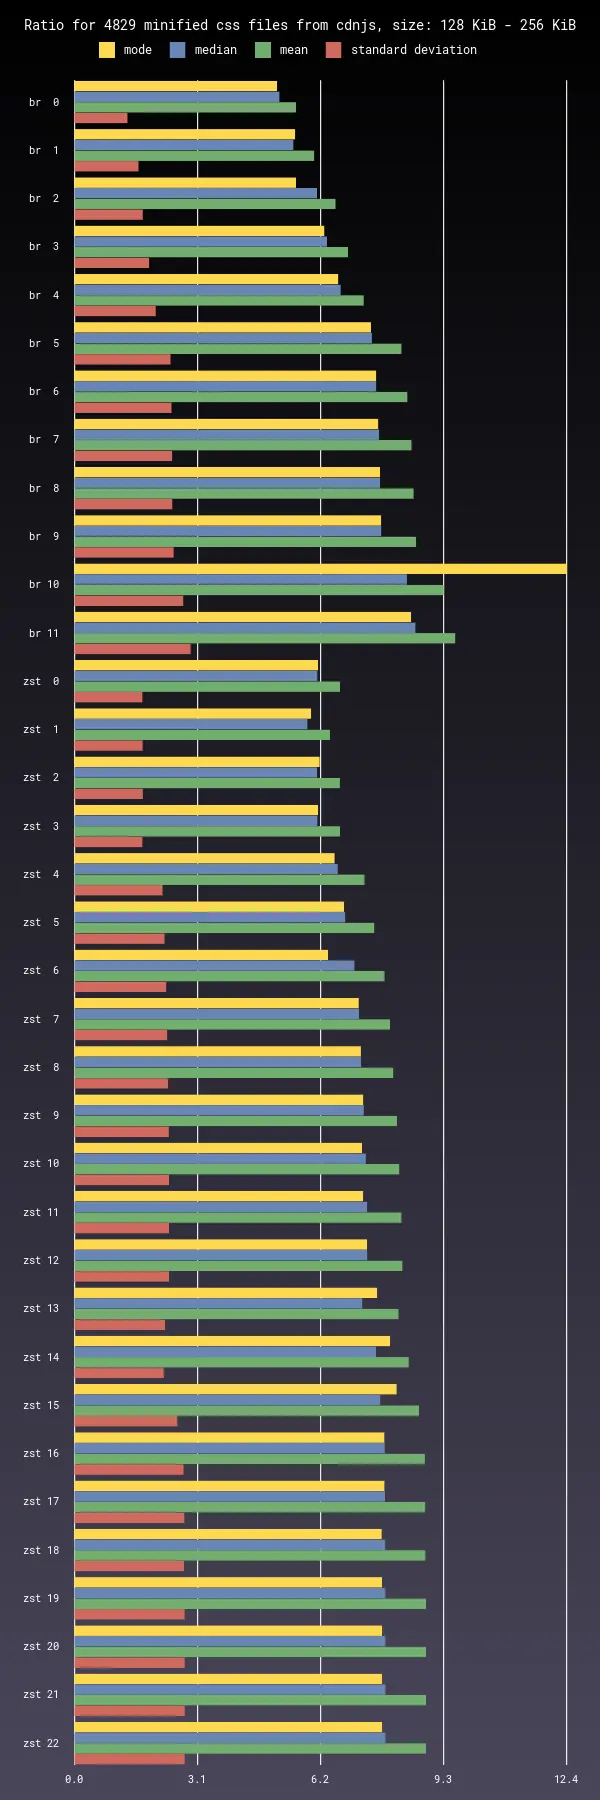 Ratio for 4829 minified css files from cdnjs, size: 128 KiB - 256 KiB
mode median mean standard deviation
br 0
br 1
br 2
br 3
br 4
br 5
br 6
br 7
br 8
br 9
br 10
br 11
zst 0
zst 1
zst 2
zst 3
zst 4
zst 5
zst 6
zst 7
zst 8
zst 9
zst 10
zst 11
zst 12
zst 13
zst 14
zst 15
zst 16
zst 17
zst 18
zst 19
zst 20
zst 21
zst 22
0.0 3.1 6.2 9.3 12.4